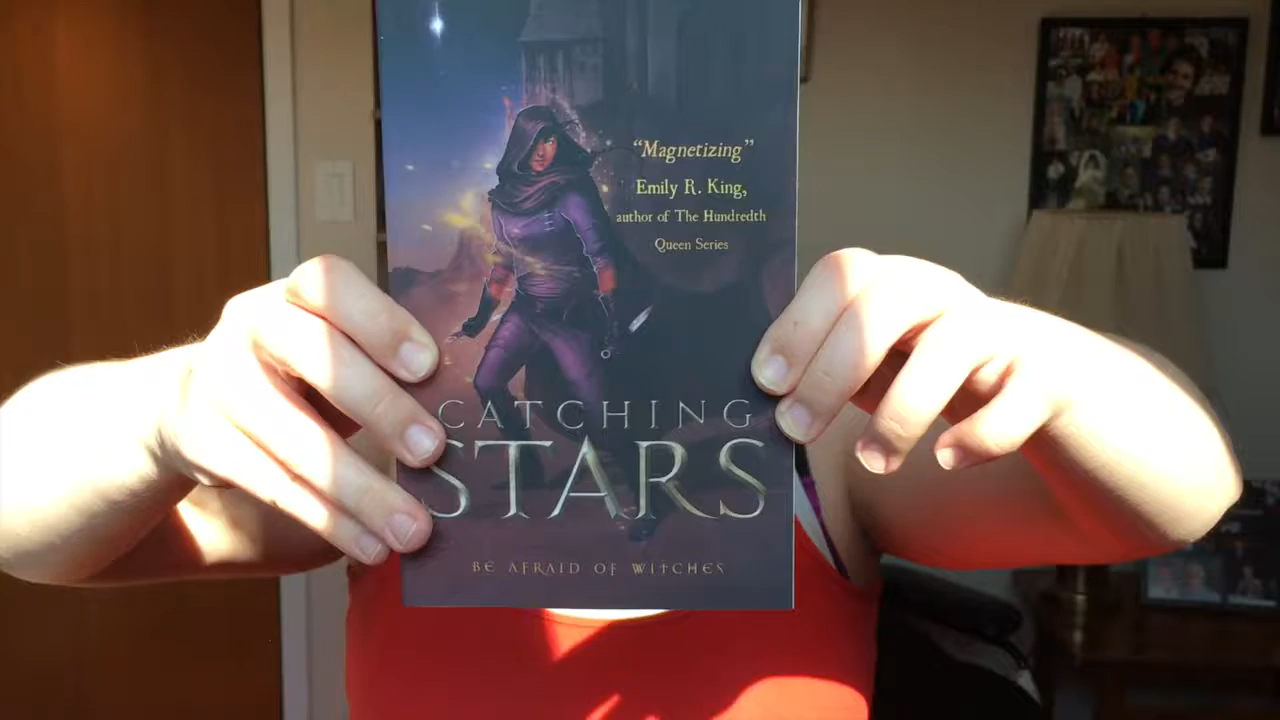 “Magnetizing”
Emily R. King,
author of The Hundredth
Queen Series
CATCHING
STARS
BE AFRAID OF WITCHES